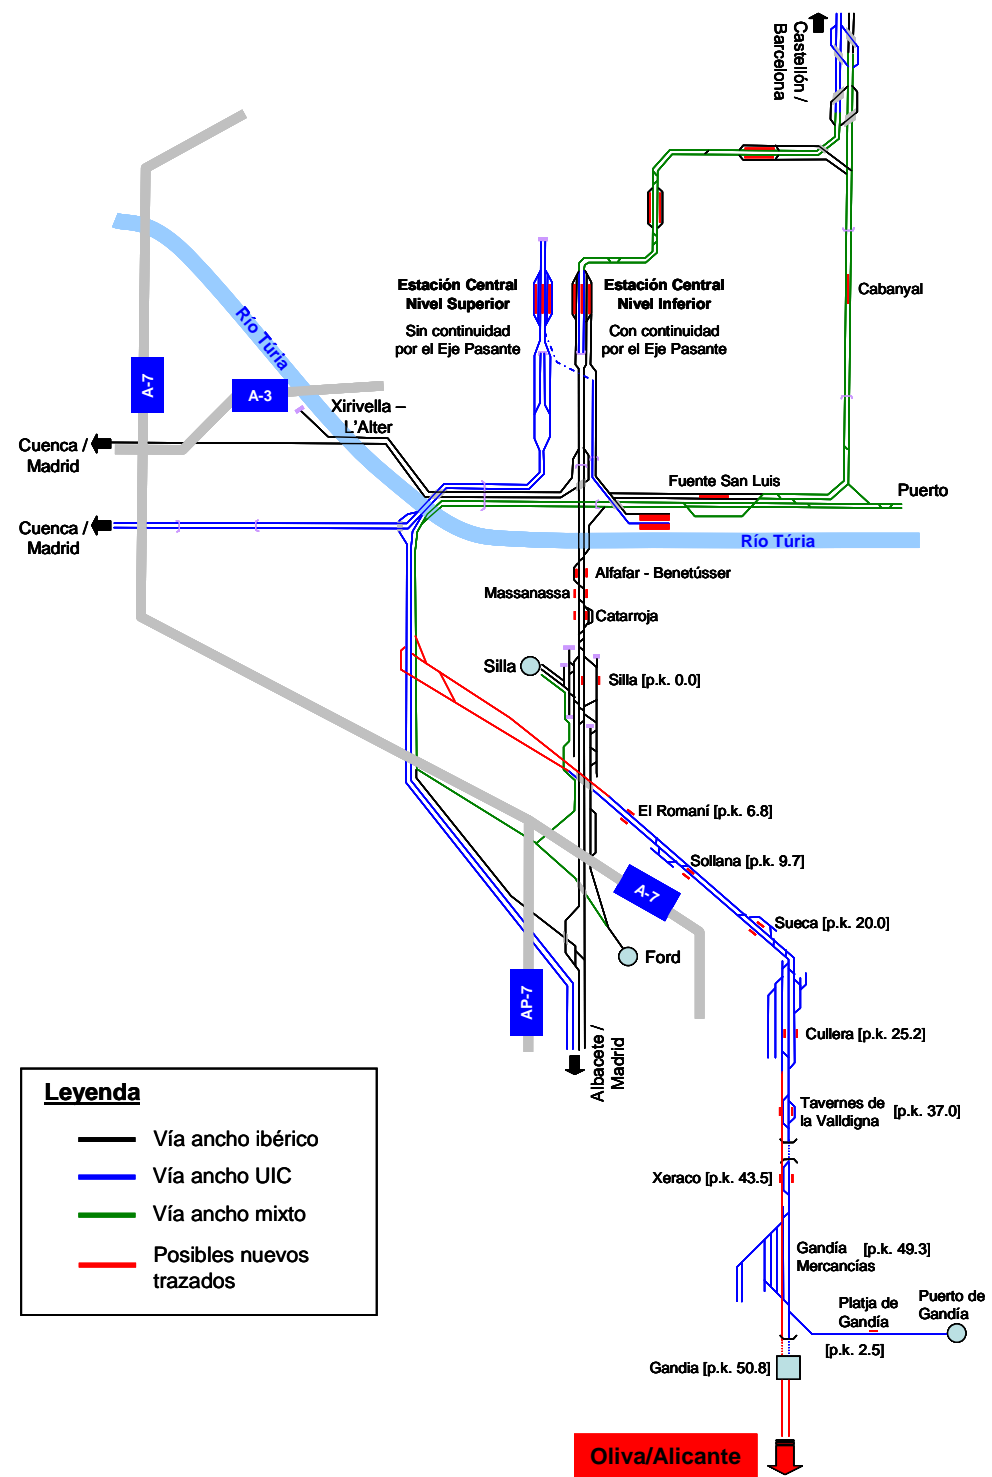 Castellón /
Barcelona
Estación Central
Nivel Superior
Sin continuidad
por el Eje Pasante
Estación Central
Nivel Inferior
Con continuidad
por el Eje Pasante
Cabanyal
Río Túria
A-7
A-3
Xirivella –
L'Alter
Cuenca /
Madrid
Fuente San Luis
Puerto
Cuenca /
Madrid
Río Túria
Alfafar - Benetússer
Massanassa
Catarroja
Silla
Silla [p.k. 0.0]
El Romaní [p.k. 6.8]
Sollana [p.k. 9.7]
A-7
Sueca [p.k. 20.0]
Ford
AP-7
Cullera [p.k. 25.2]
Albacete /
Madrid
Tavernes de
la Valldigna [p.k. 37.0]
Xeraco [p.k. 43.5]
Gandía [p.k. 49.3]
Mercancías
Platja de
Gandía
Puerto de
Gandía
[p.k. 2.5]
Gandia [p.k. 50.8]
Oliva/Alicante
Leyenda
Vía ancho ibérico
Vía ancho UIC
Vía ancho mixto
Posibles nuevos
trazados